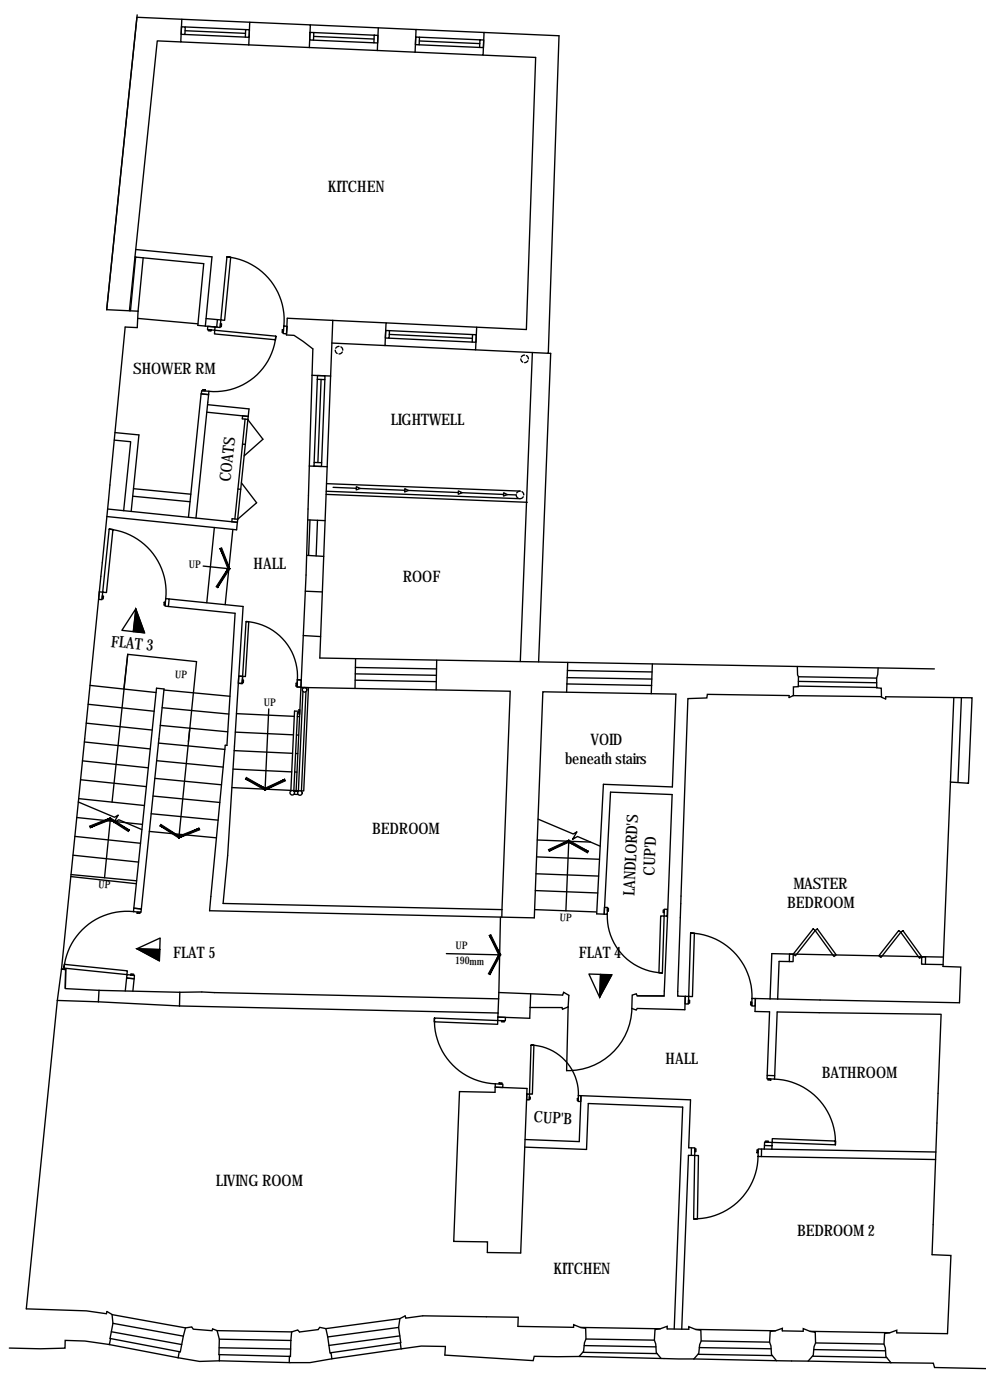 KITCHEN
SHOWER RM
LIGHTWELL
COATS
UP
HALL
ROOF
FLAT 3
UP
UP
VOID
beneath stairs
BEDROOM
LANDLORD'S
CUP'D
MASTER
BEDROOM
UP
UP
FLAT 5
UP
190mm
FLAT 4
HALL
BATHROOM
CUP'B
LIVING ROOM
BEDROOM 2
KITCHEN